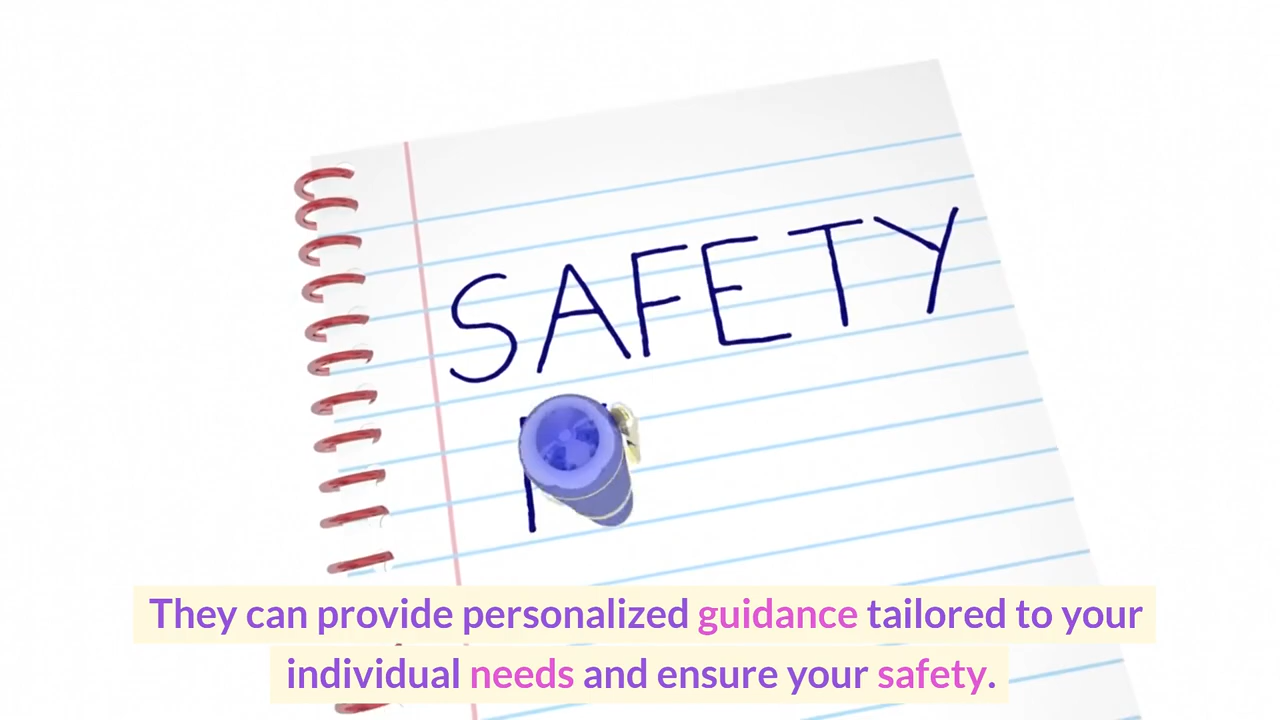 SAFETY
They can provide personalized guidance tailored to your
individual needs and ensure your safety.